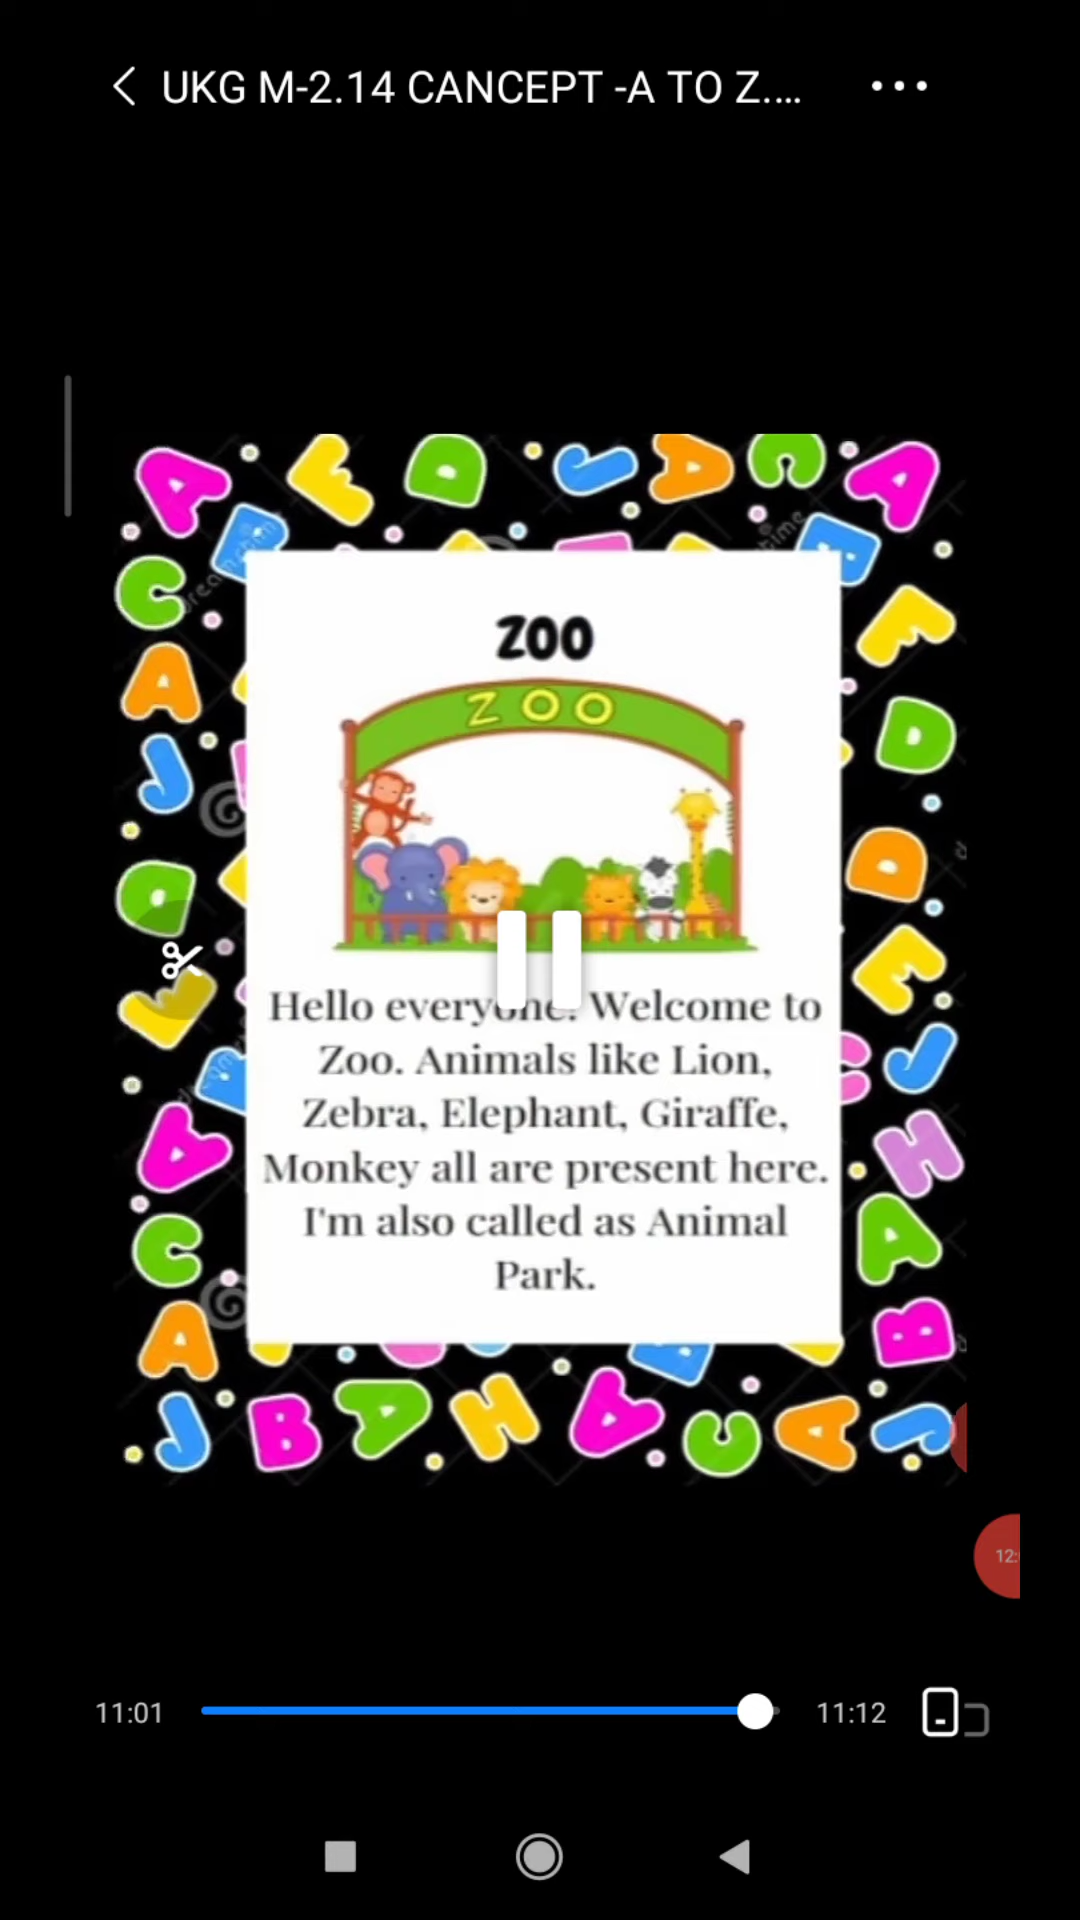 UKG M-2.14 CANCEPT -A TO Z....
ZOO
ZOO
Hello everyone! Welcome to
Zoo. Animals like Lion,
Zebra, Elephant, Giraffe,
Monkey all are present here.
I'm also called as Animal
Park.
12:
11:01
11:12